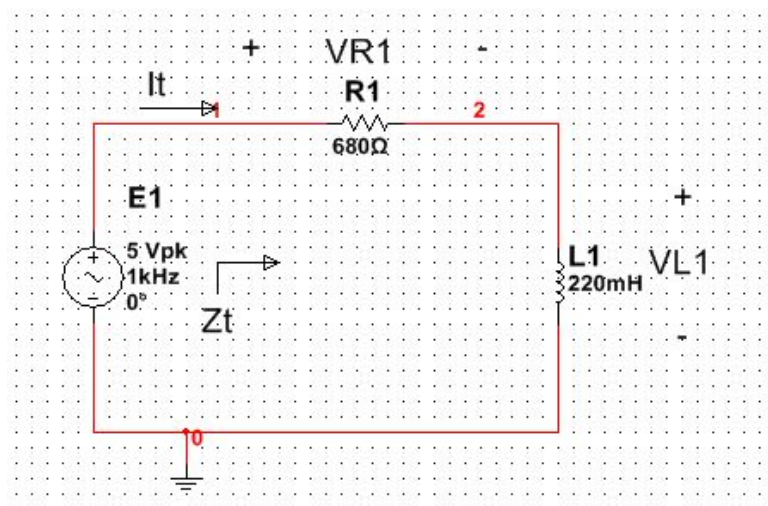 + VR1 -
It
R1
1
2
680Ω
E1
+
5 Vpk
1kHz
0°
+
~
-
Zt
L1
220mH
VL1
-
0